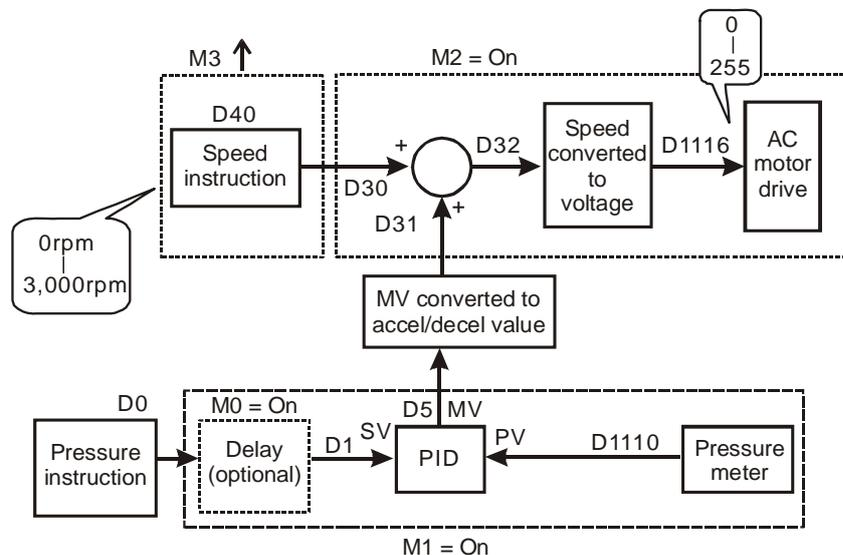 M3
M2 = On
0
255
D40
Speed
instruction
+
D30
D32
D31
+
Speed
converted
to
voltage
D1116
AC
motor
drive
0rpm
3,000rpm
MV converted to
accel/decel value
D0
Pressure
instruction
M0 = On
Delay
(optional)
D1
SV
D5
MV
PID
PV
D1110
Pressure
meter
M1 = On